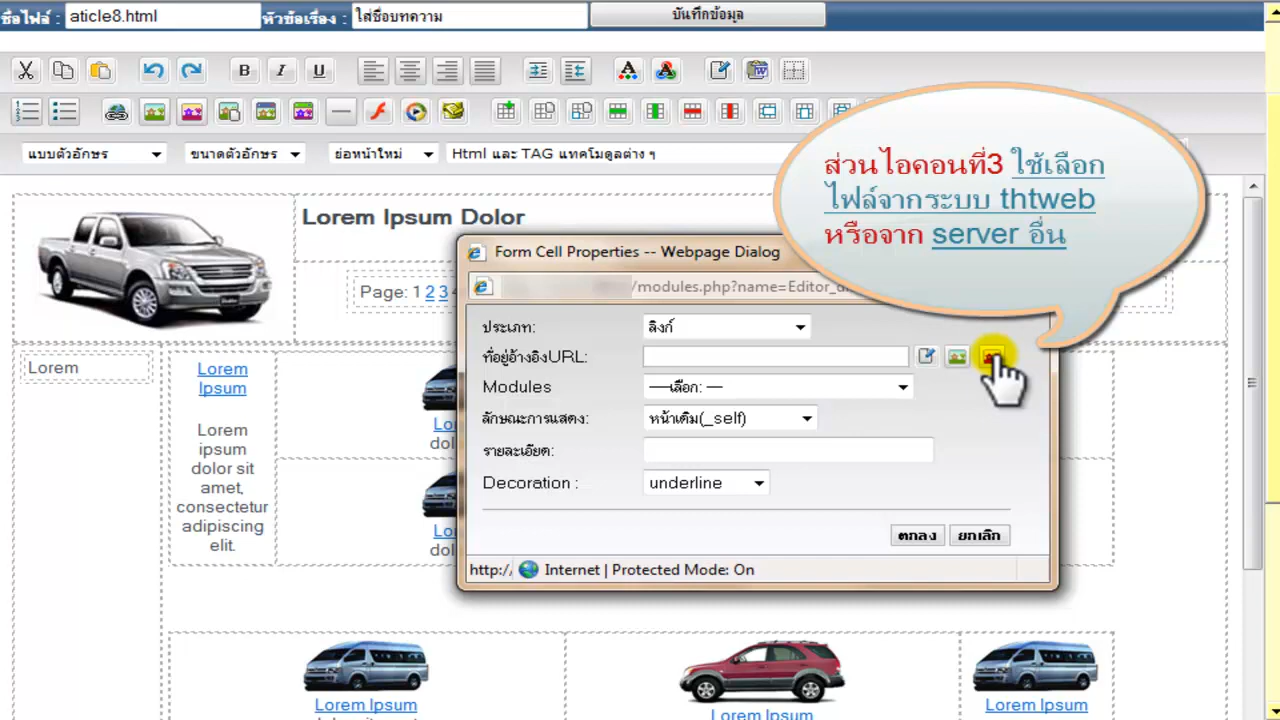 ชื่อไฟล์ : aticle8.html หัวข้อเรื่อง : ใส่ชื่อบทความ บันทึกข้อมูล
B I U
แบบตัวอักษร ขนาดตัวอักษร ย่อหน้าใหม่ Html และ TAG แทคโมดูลต่าง ๆ
ส่วนไอคอนที่3 ใช้เลือก
ไฟล์จากระบบ thtweb
หรือจาก server อื่น
Lorem Ipsum Dolor
Page: 1 2 3
Form Cell Properties -- Webpage Dialog
/modules.php?name=Editor_d
ประเภท: ลิงก์
ที่อยู่อ้างอิงURL:
Modules ----เลือก: ---
ลักษณะการแสดง: หน้าเดิม(_self)
รายละเอียด:
Decoration : underline
ตกลง ยกเลิก
http:/ Internet | Protected Mode: On
Lorem
Lorem
Ipsum
Lorem
ipsum
dolor sit
amet,
consectetur
adipiscing
elit.
Lo
dol
Lo
dol
Lorem Ipsum
Lorem Ipsum
Lorem Ipsum